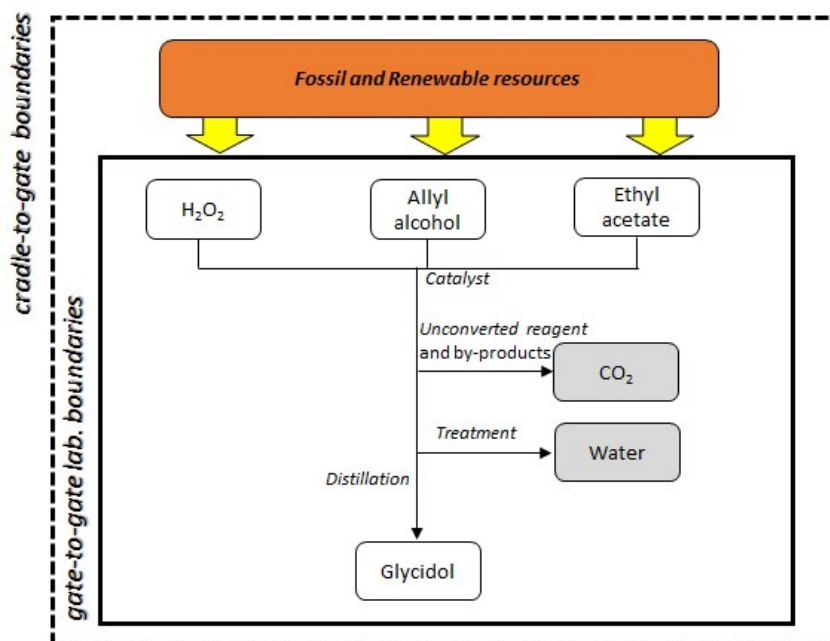 cradle-to-gate boundaries
Fossil and Renewable resources
gate-to-gate lab. boundaries
H₂O₂
Allyl
alcohol
Ethyl
acetate
Catalyst
Unconverted reagent
and by-products
CO₂
Treatment
Water
Distillation
Glycidol